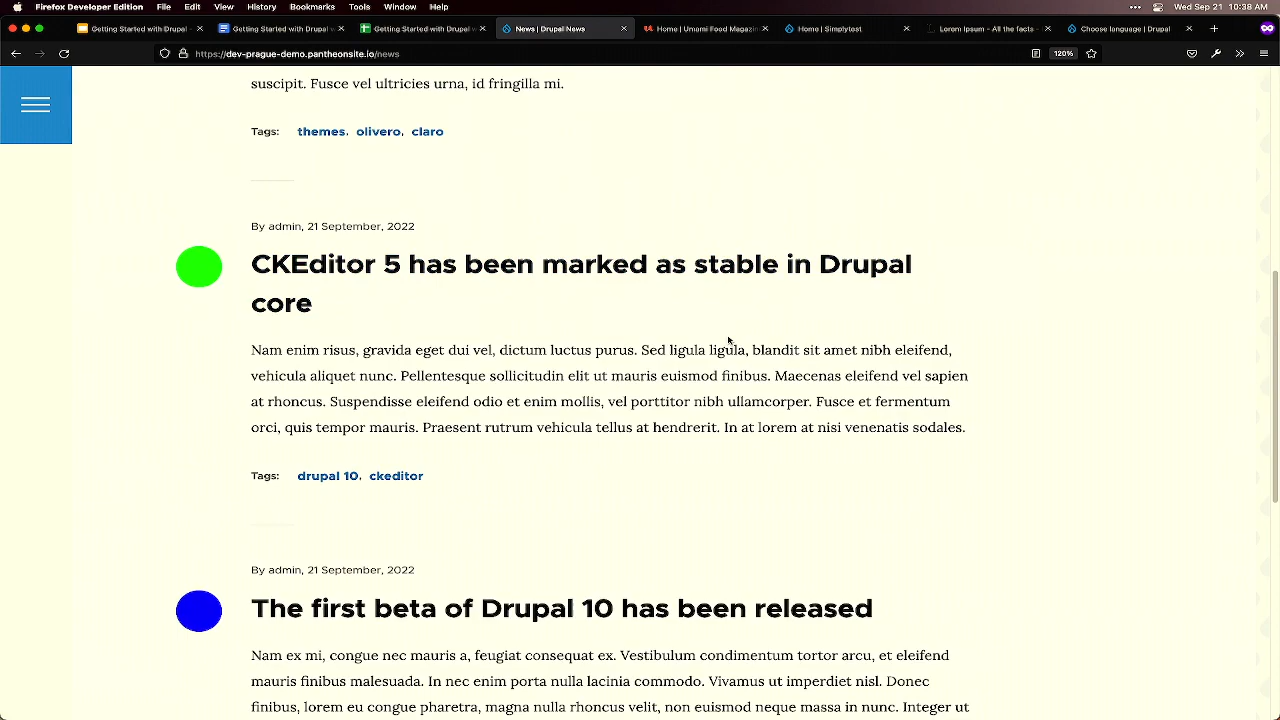 Firefox Developer Edition File Edit View History Bookmarks Tools Window Help Wed Sep 21 10:38 AM
Getting Started with Drupal - Getting Started with Drupal w Getting Started with Drupal w News | Drupal News Home | Umami Food Magazin Home | Simplytest Lorem Ipsum - All the facts - Choose language | Drupal
https://dev-prague-demo.pantheonsite.io/news 120%
suscipit. Fusce vel ultricies urna, id fringilla mi.
Tags: themes, olivero, claro
By admin, 21 September, 2022
CKEditor 5 has been marked as stable in Drupal
core
Nam enim risus, gravida eget dui vel, dictum luctus purus. Sed ligula ligula, blandit sit amet nibh eleifend,
vehicula aliquet nunc. Pellentesque sollicitudin elit ut mauris euismod finibus. Maecenas eleifend vel sapien
at rhoncus. Suspendisse eleifend odio et enim mollis, vel porttitor nibh ullamcorper. Fusce et fermentum
orci, quis tempor mauris. Praesent rutrum vehicula tellus at hendrerit. In at lorem at nisi venenatis sodales.
Tags: drupal 10, ckeditor
By admin, 21 September, 2022
The first beta of Drupal 10 has been released
Nam ex mi, congue nec mauris a, feugiat consequat ex. Vestibulum condimentum tortor arcu, et eleifend
mauris finibus malesuada. In nec enim porta nulla lacinia commodo. Vivamus ut imperdiet nisl. Donec
finibus, lorem eu congue pharetra, magna nulla rhoncus velit, non euismod neque massa in nunc. Integer ut